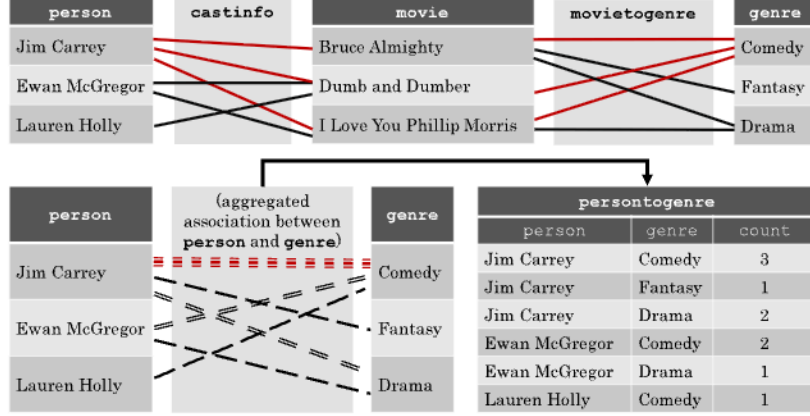 person castinfo movie movietogenre genre
Jim Carrey Bruce Almighty Comedy
Ewan McGregor Dumb and Dumber Fantasy
Lauren Holly I Love You Phillip Morris Drama
person
(aggregated
association between
person and genre)
genre
Jim Carrey Comedy
Ewan McGregor Fantasy
Lauren Holly Drama
persontogenre
person genre count
Jim Carrey Comedy 3
Jim Carrey Fantasy 1
Jim Carrey Drama 2
Ewan McGregor Comedy 2
Ewan McGregor Drama 1
Lauren Holly Comedy 1